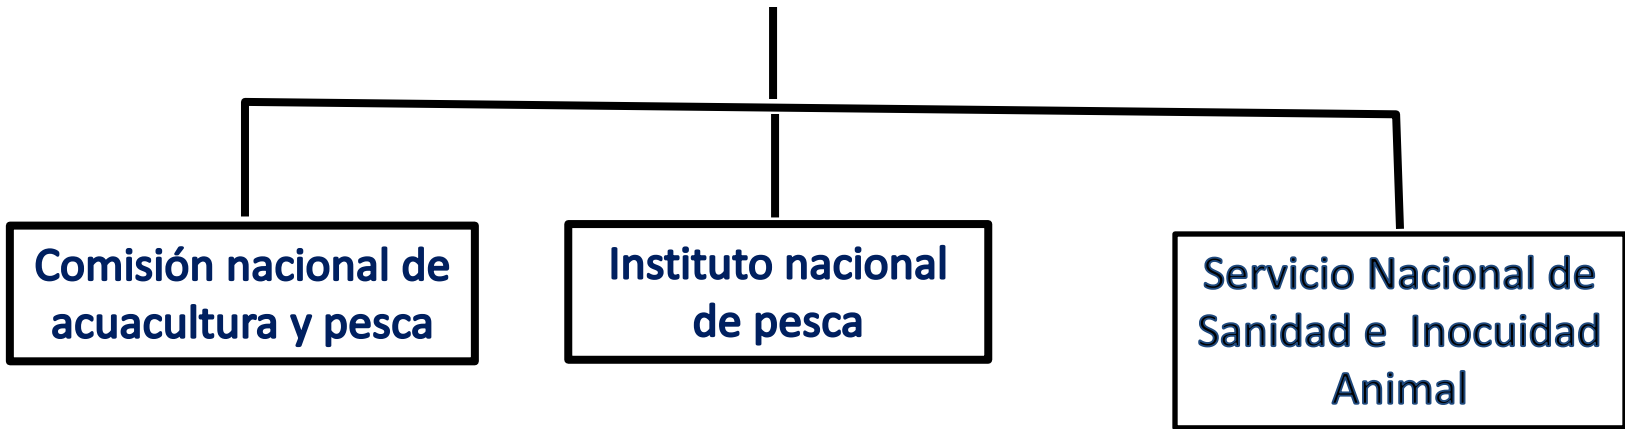 Comisión nacional de
acuacultura y pesca
Instituto nacional
de pesca
Servicio Nacional de
Sanidad e  Inocuidad
Animal